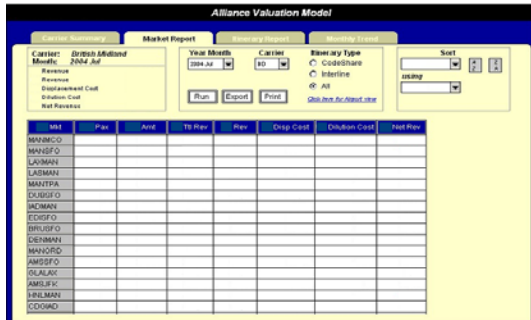 Alliance Valuation Model
Carrier Summary Market Report Itinerary Report Monthly Trend
Carrier: British Midland
Month: 2004 Jul
Revenue
Revenue
Displacement Cost
Dilution Cost
Net Revenue
Year Month Carrier
2004 Jul
Run Export Print
Itinerary Type
CodeShare
Interline
All
Click here for Airport view
Sort
using
A Z
Z A
Mkt Pax Amt Ttl Rev Rev Disp Cost Dilution Cost Net Rev
MANMCO
MANSFO
LAXMAN
LASMAN
MANTPA
DUBSFO
IADMAN
EDISFO
BRUSFO
DENMAN
MANORD
AMSSFO
GLALAX
AMSJFK
HNLMAN
CDGIAD